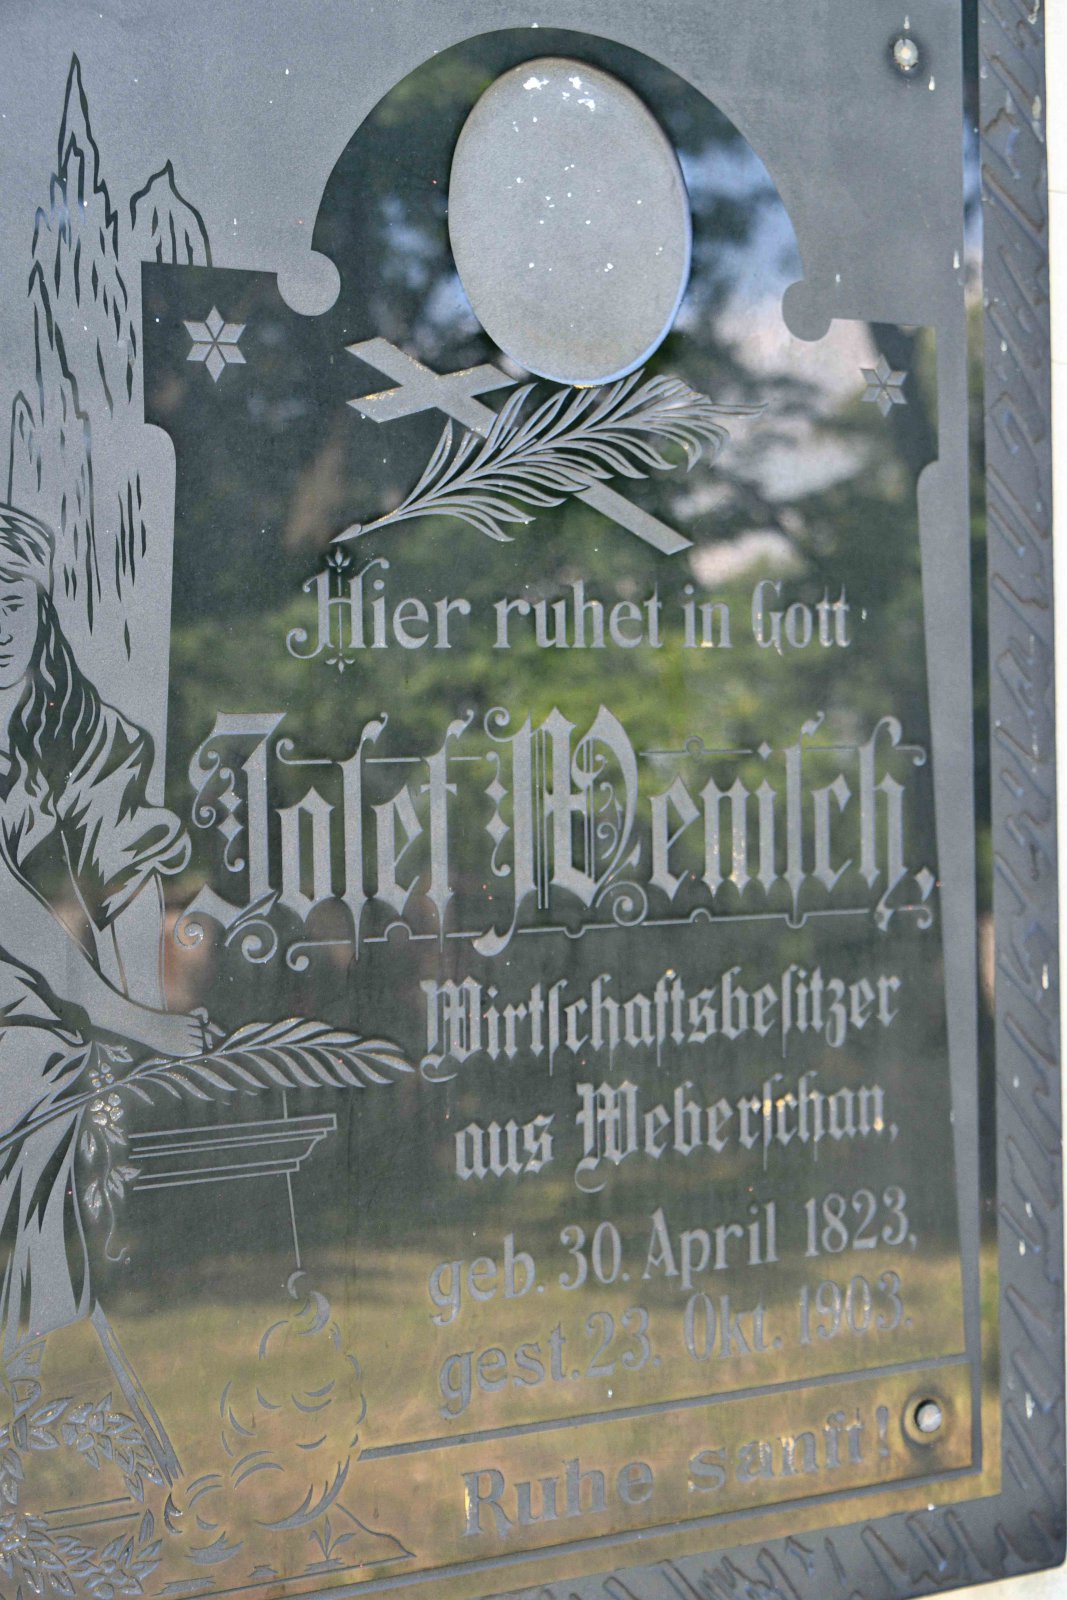 Hier ruhet in Gott
Josef Wenisch,
Wirtschaftsbesitzer
aus Weberschan,
geb. 30. April 1823,
gest. 23. Okt. 1903.
Ruhe sanft!